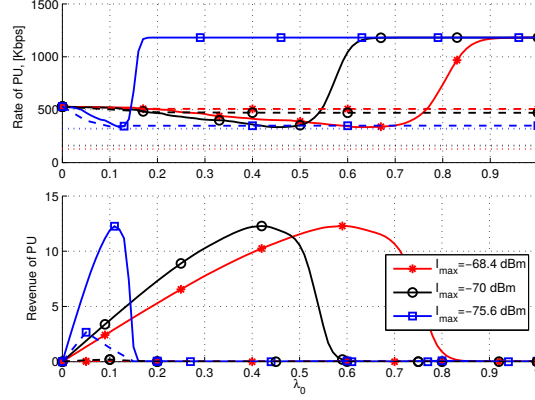 1500
1000
500
0
Rate of PU, [Kbps]
0 0.1 0.2 0.3 0.4 0.5 0.6 0.7 0.8 0.9
15
10
5
0
Revenue of PU
I_max=−68.4 dBm
I_max=−70 dBm
I_max=−75.6 dBm
0 0.1 0.2 0.3 0.4 0.5 0.6 0.7 0.8 0.9
λ_0